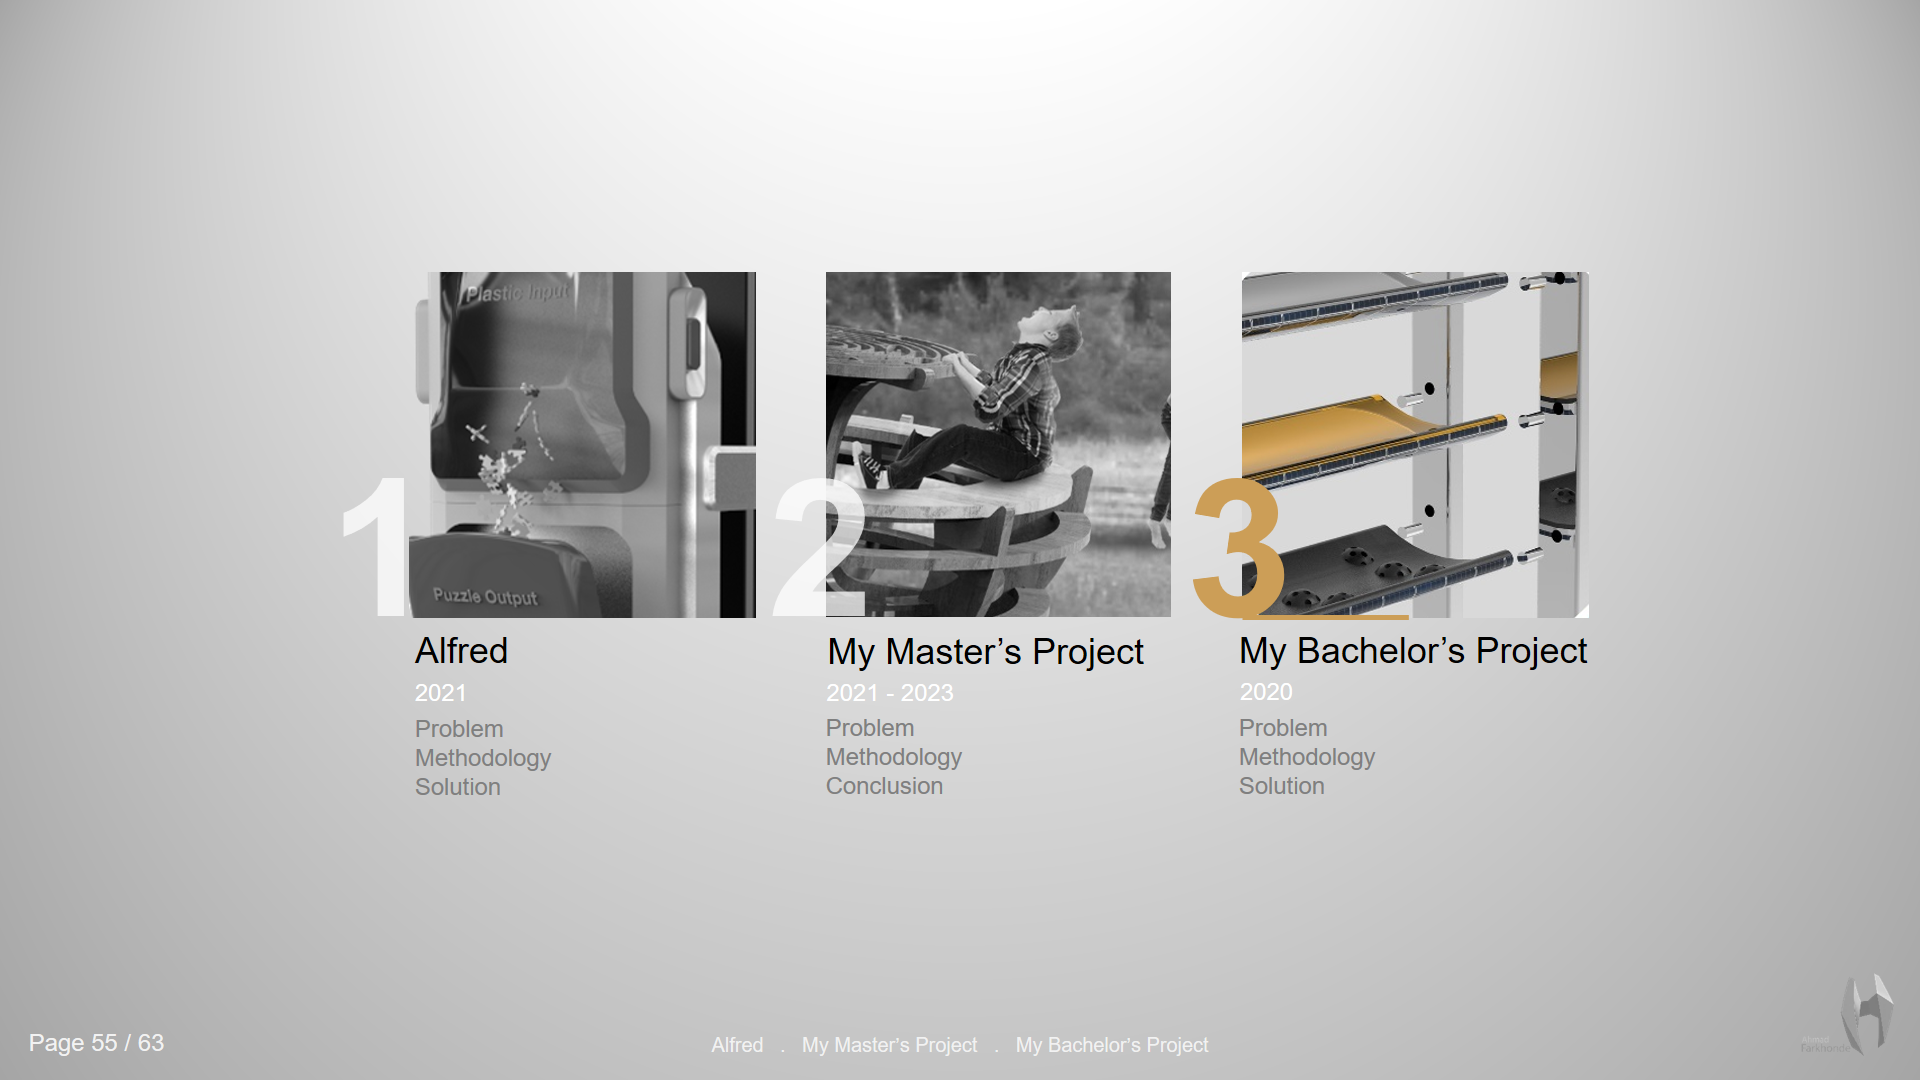 Plastic Input
Puzzle Output
1
Alfred
2021
Problem
Methodology
Solution
2
My Master’s Project
2021 - 2023
Problem
Methodology
Conclusion
3
My Bachelor’s Project
2020
Problem
Methodology
Solution
Page 55 / 63
Alfred . My Master’s Project . My Bachelor’s Project